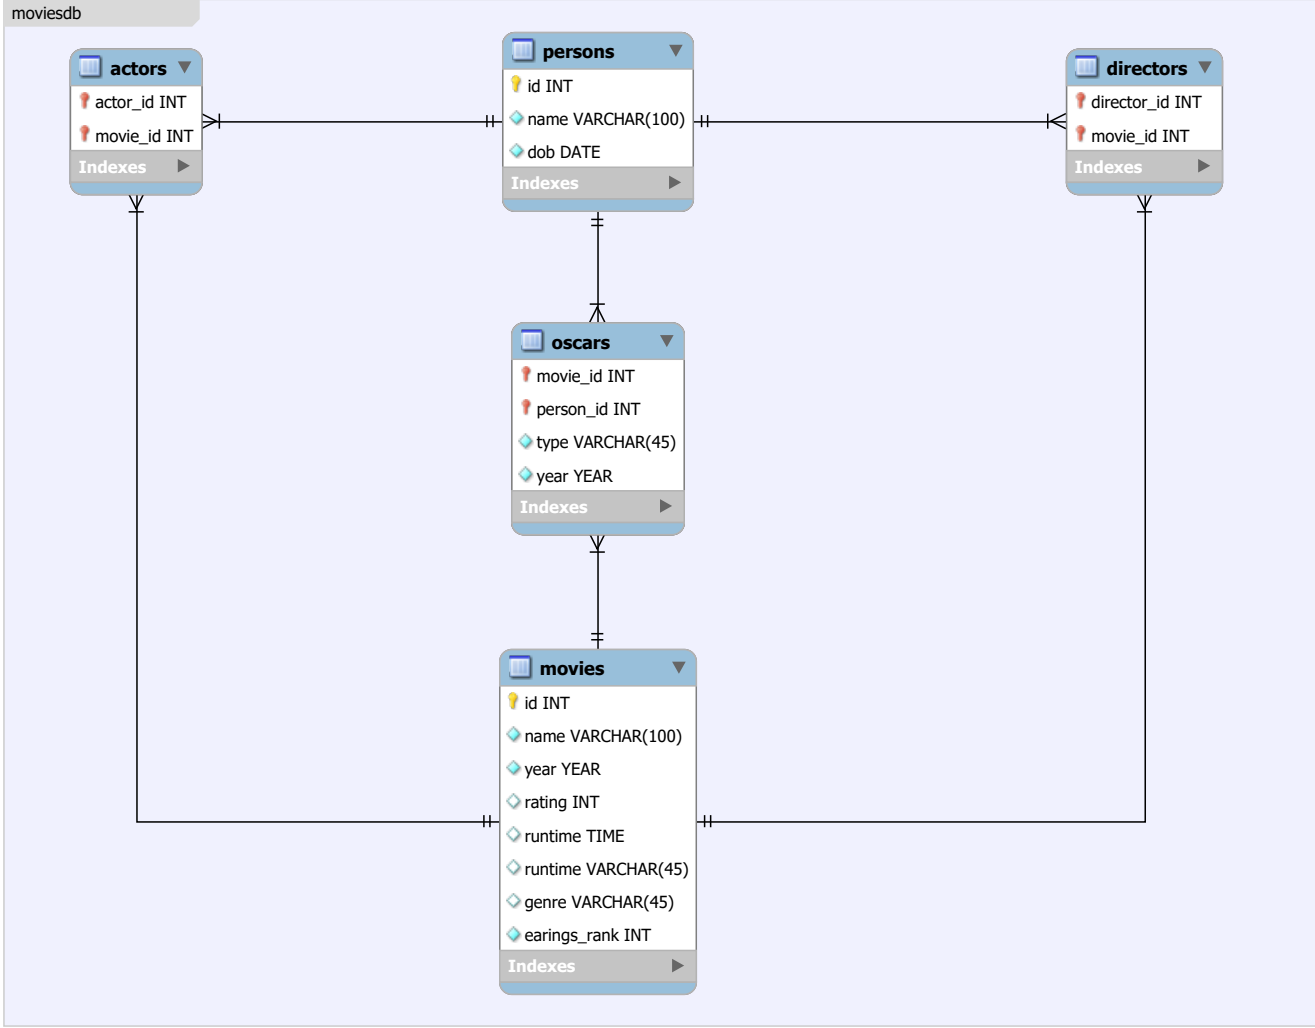 moviesdb
actors
actor_id INT
movie_id INT
Indexes
persons
id INT
name VARCHAR(100)
dob DATE
Indexes
directors
director_id INT
movie_id INT
Indexes
oscars
movie_id INT
person_id INT
type VARCHAR(45)
year YEAR
Indexes
movies
id INT
name VARCHAR(100)
year YEAR
rating INT
runtime TIME
runtime VARCHAR(45)
genre VARCHAR(45)
earings_rank INT
Indexes